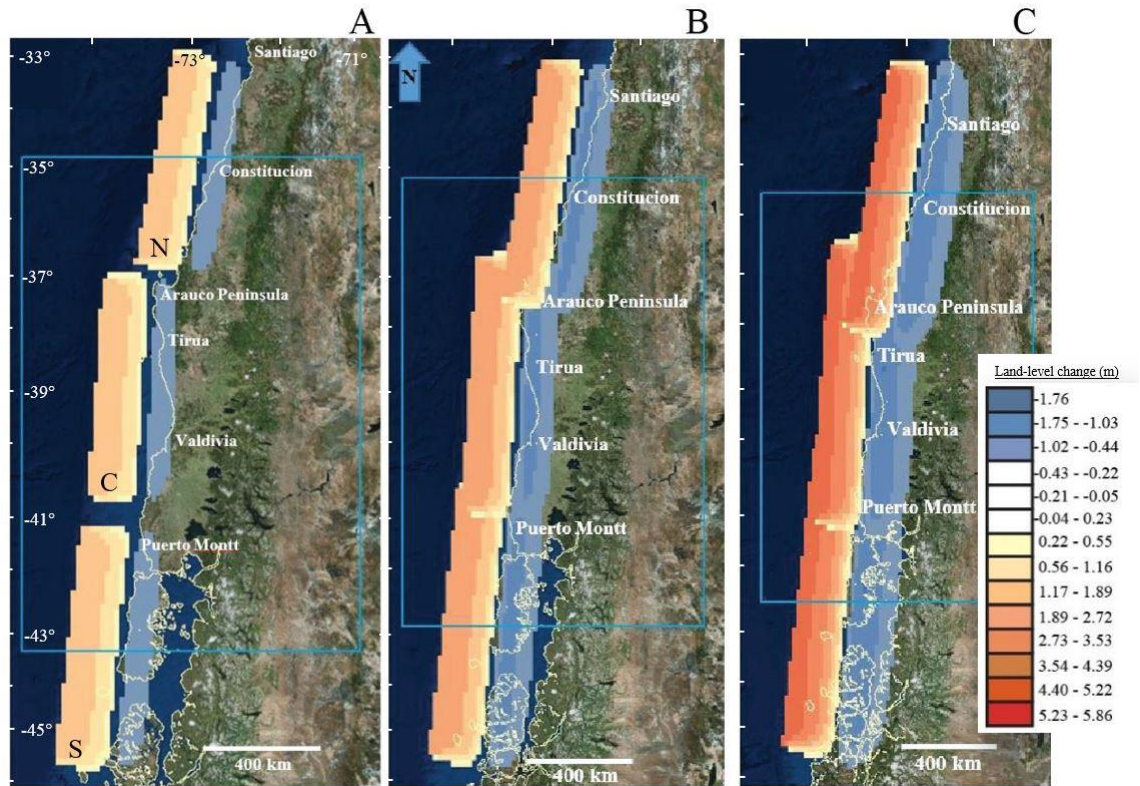 A
B
C
-33°
-73°
-71°
Santiago
N
Santiago
Santiago
-35°
Constitucion
Constitucion
Constitucion
N
-37°
Arauco Peninsula
Arauco Peninsula
Arauco Peninsula
Tirua
Tirua
Tirua
-39°
Valdivia
Valdivia
Valdivia
C
-41°
Puerto Montt
Puerto Montt
Puerto Montt
-43°
-45°
S
400 km
400 km
400 km
Land-level change (m)
-1.76
1.75 - -1.03
1.02 - -0.44
0.43 - -0.22
0.21 - -0.05
0.04 - 0.23
0.22 - 0.55
0.56 - 1.16
1.17 - 1.89
1.89 - 2.72
2.73 - 3.53
3.54 - 4.39
4.40 - 5.22
5.23 - 5.86